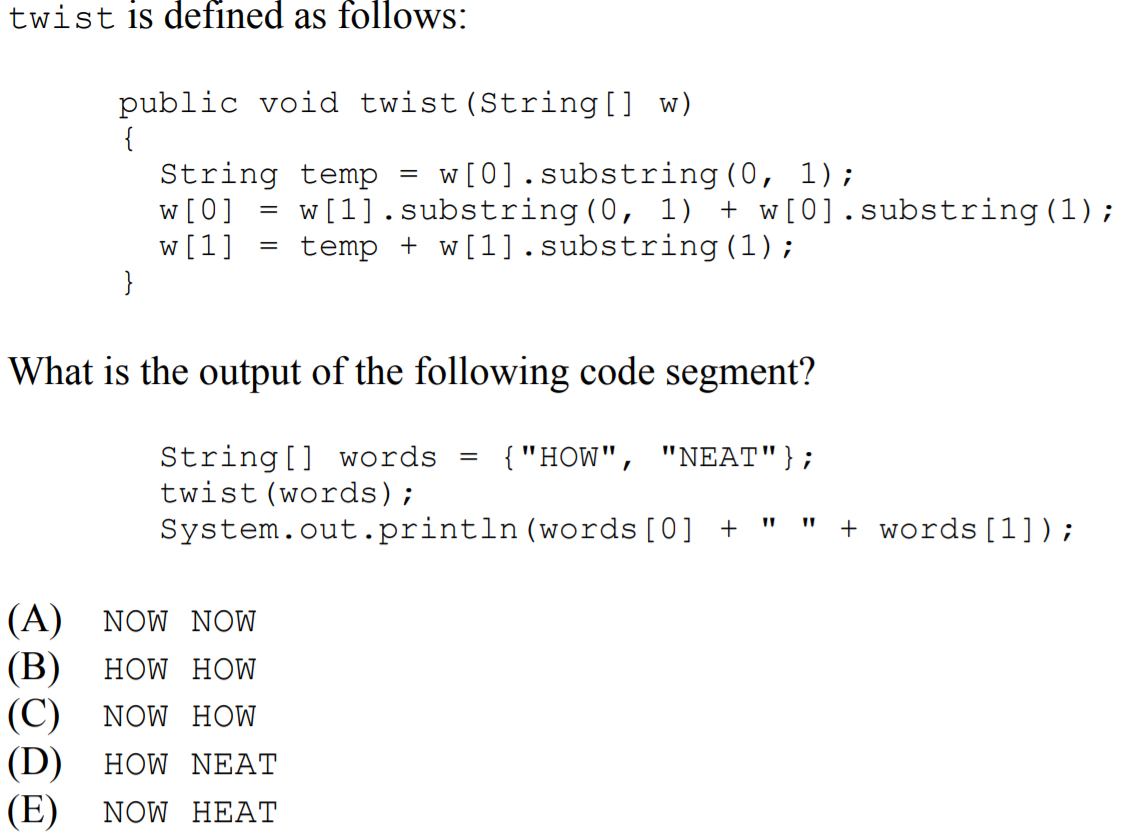 twist is defined as follows:
public void twist(String[] w)
{
String temp = w[0].substring(0, 1);
w[0] = w[1].substring(0, 1) + w[0].substring(1);
w[1] = temp + w[1].substring(1);
}
What is the output of the following code segment?
String[] words = {"HOW", "NEAT"};
twist(words);
System.out.println(words[0] + " " + words[1]);
(A) NOW NOW
(B) HOW HOW
(C) NOW HOW
(D) HOW NEAT
(E) NOW HEAT